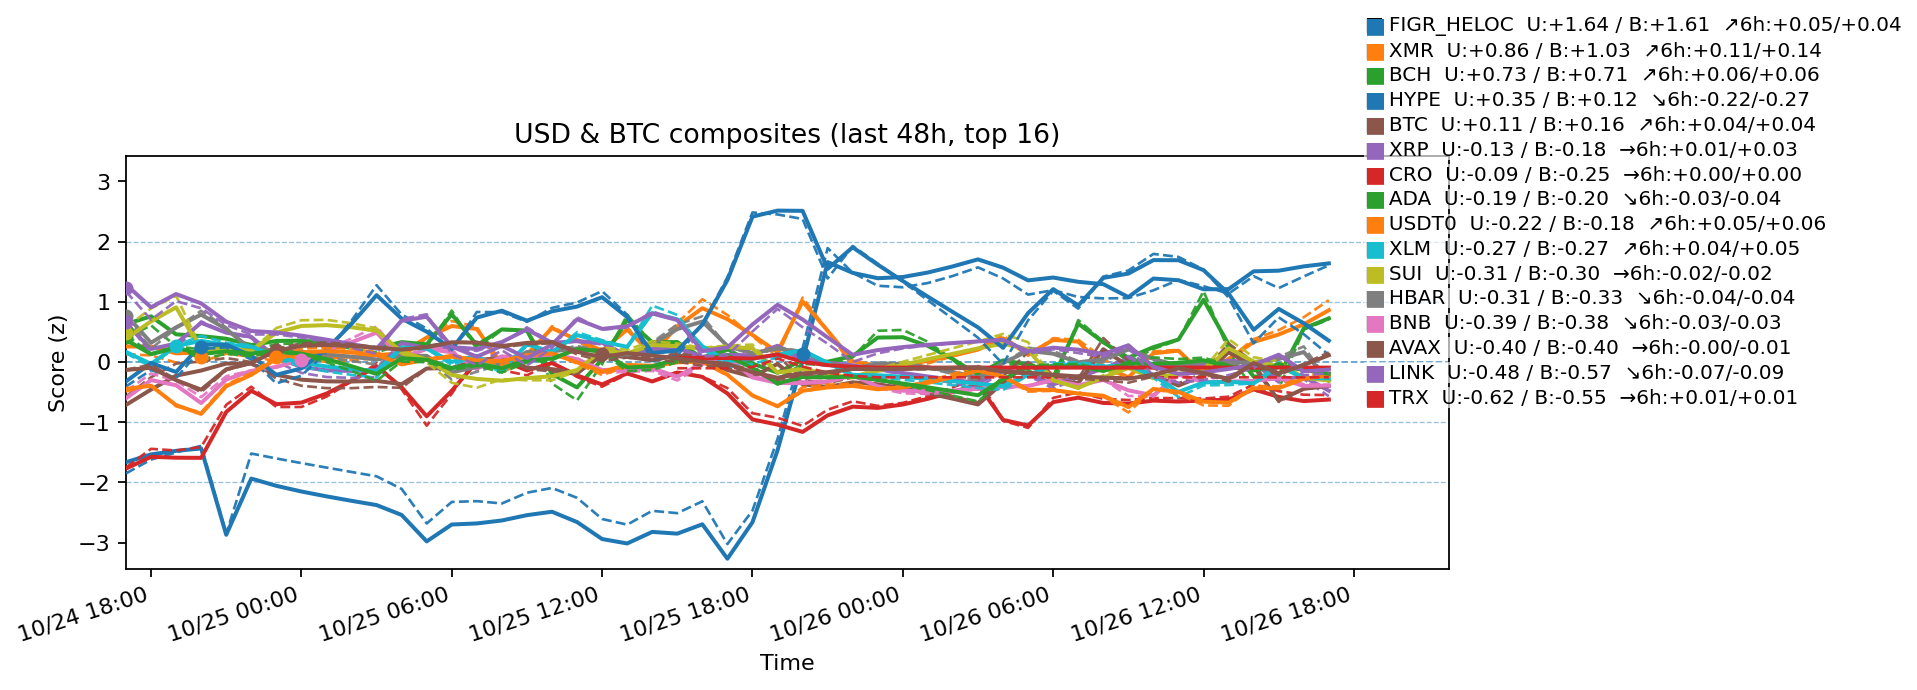 FIGR_HELOC U:+1.64 / B:+1.61 ↗6h:+0.05/+0.04
XMR U:+0.86 / B:+1.03 ↗6h:+0.11/+0.14
BCH U:+0.73 / B:+0.71 ↗6h:+0.06/+0.06
HYPE U:+0.35 / B:+0.12 ↘6h:-0.22/-0.27
BTC U:+0.11 / B:+0.16 ↗6h:+0.04/+0.04
XRP U:-0.13 / B:-0.18 →6h:+0.01/+0.03
CRO U:-0.09 / B:-0.25 →6h:+0.00/+0.00
ADA U:-0.19 / B:-0.20 ↘6h:-0.03/-0.04
USDT0 U:-0.22 / B:-0.18 ↗6h:+0.05/+0.06
XLM U:-0.27 / B:-0.27 ↗6h:+0.04/+0.05
SUI U:-0.31 / B:-0.30 →6h:-0.02/-0.02
HBAR U:-0.31 / B:-0.33 ↘6h:-0.04/-0.04
BNB U:-0.39 / B:-0.38 ↘6h:-0.03/-0.03
AVAX U:-0.40 / B:-0.40 →6h:-0.00/-0.01
LINK U:-0.48 / B:-0.57 ↘6h:-0.07/-0.09
TRX U:-0.62 / B:-0.55 →6h:+0.01/+0.01
USD & BTC composites (last 48h, top 16)
Score (z)
3
2
1
0
−1
−2
−3
10/24 18:00
10/25 00:00
10/25 06:00
10/25 12:00
10/25 18:00
10/26 00:00
10/26 06:00
10/26 12:00
10/26 18:00
Time